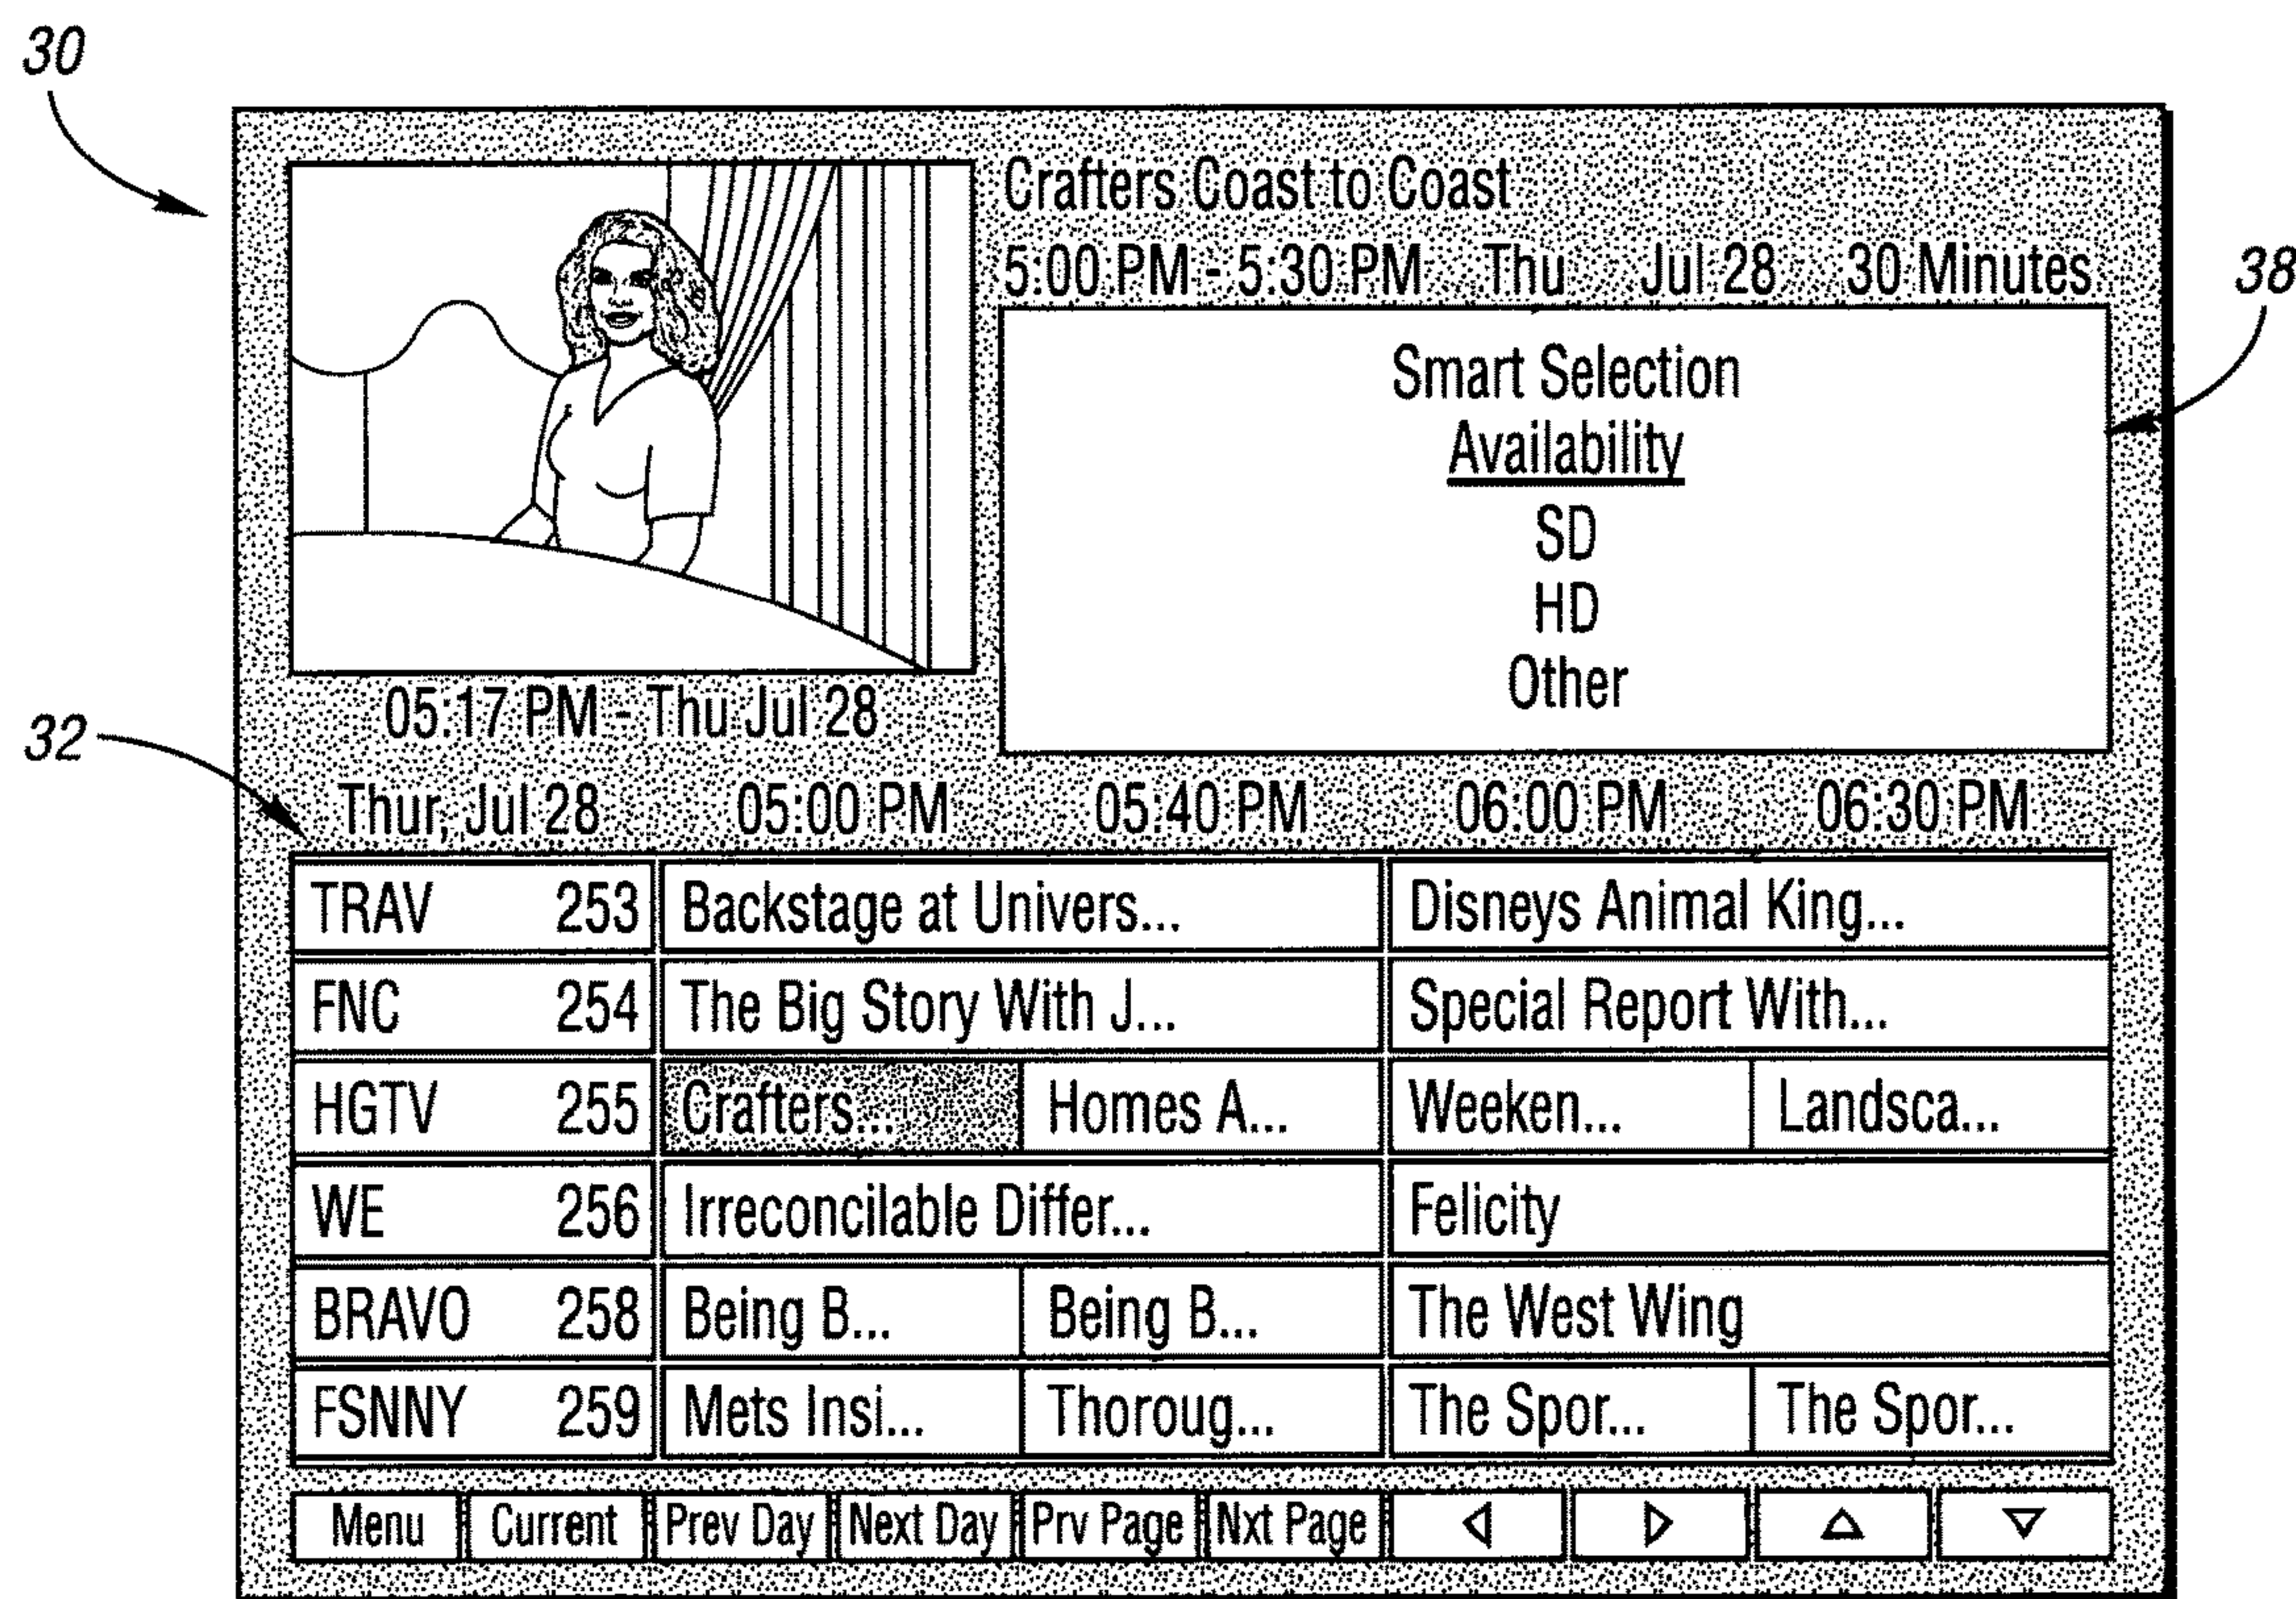 30
Crafters Coast to Coast
5:00 PM - 5:30 PM Thu Jul 28 30 Minutes
38
Smart Selection
Availability
SD
HD
Other
05:17 PM - Thu Jul 28
32
Thur, Jul 28 05:00 PM 05:40 PM 06:00 PM 06:30 PM
TRAV 253 Backstage at Univers... Disneys Animal King...
FNC 254 The Big Story With J... Special Report With...
HGTV 255 Crafters... Homes A... Weeken... Landsca...
WE 256 Irreconcilable Differ... Felicity
BRAVO 258 Being B... Being B... The West Wing
FSNNY 259 Mets Insi... Thoroug... The Spor... The Spor...
Menu Current Prev Day Next Day Prv Page Nxt Page